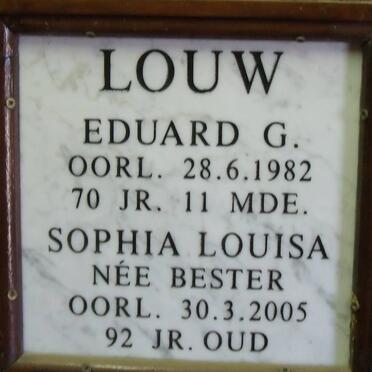 LOUW
EDUARD G.
OORL. 28.6.1982
70 JR. 11 MDE.
SOPHIA LOUISA
NÉE BESTER
OORL. 30.3.2005
92 JR. OUD